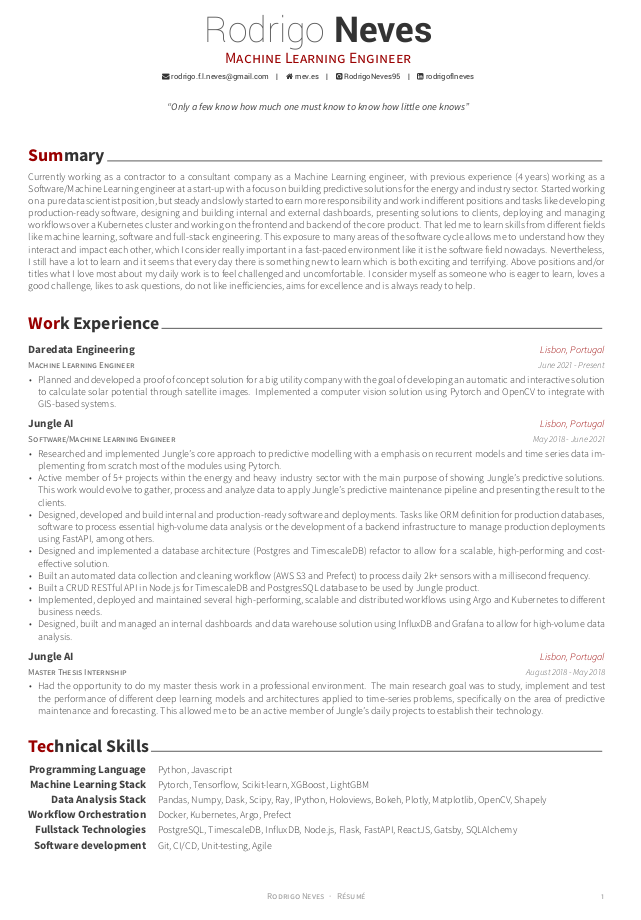 Rodrigo Neves
Machine Learning Engineer
rodrigo.f.l.neves@gmail.com | rnev.es | RodrigoNeves95 | rodrigoflneves
“Only a few know how much one must know to know how little one knows”
Summary
Currently working as a contractor to a consultant company as a Machine Learning engineer, with previous experience (4 years) working as a
Software/Machine Learning engineer at a start-up with a focus on building predictive solutions for the energy and industry sector. Started working
on a pure data scientist position, but steady and slowly started to earn more responsibility and work in different positions and tasks like developing
production-ready software, designing and building internal and external dashboards, presenting solutions to clients, deploying and managing
workflows over a Kubernetes cluster and working on the frontend and backend of the core product. That led me to learn skills from different fields
like machine learning, software and full-stack engineering. This exposure to many areas of the software cycle allows me to understand how they
interact and impact each other, which I consider really important in a fast-paced environment like it is the software field nowadays. Nevertheless,
I still have a lot to learn and it seems that every day there is something new to learn which is both exciting and terrifying. Above positions and/or
titles what I love most about my daily work is to feel challenged and uncomfortable. I consider myself as someone who is eager to learn, loves a
good challenge, likes to ask questions, do not like inefficiencies, aims for excellence and is always ready to help.
Work Experience
Daredata Engineering Lisbon, Portugal
Machine Learning Engineer June 2021 - Present
• Planned and developed a proof of concept solution for a big utility company with the goal of developing an automatic and interactive solution
to calculate solar potential through satellite images. Implemented a computer vision solution using Pytorch and OpenCV to integrate with
GIS-based systems.
Jungle AI Lisbon, Portugal
Software/Machine Learning Engineer May 2018 - June 2021
• Researched and implemented Jungle’s core approach to predictive modelling with a emphasis on recurrent models and time series data im-
plementing from scratch most of the modules using Pytorch.
• Active member of 5+ projects within the energy and heavy industry sector with the main purpose of showing Jungle’s predictive solutions.
This work would evolve to gather, process and analyze data to apply Jungle’s predictive maintenance pipeline and presenting the result to the
clients.
• Designed, developed and build internal and production-ready software and deployments. Tasks like ORM definition for production databases,
software to process essential high-volume data analysis or the development of a backend infrastructure to manage production deployments
using FastAPI, among others.
• Designed and implemented a database architecture (Postgres and TimescaleDB) refactor to allow for a scalable, high-performing and cost-
effective solution.
• Built an automated data collection and cleaning workflow (AWS S3 and Prefect) to process daily 2k+ sensors with a millisecond frequency.
• Built a CRUD RESTful API in Node.js for TimescaleDB and PostgresSQL database to be used by Jungle product.
• Implemented, deployed and maintained several high-performing, scalable and distributed workflows using Argo and Kubernetes to different
business needs.
• Designed, built and managed an internal dashboards and data warehouse solution using InfluxDB and Grafana to allow for high-volume data
analysis.
Jungle AI Lisbon, Portugal
Master Thesis Internship August 2018 - May 2018
• Had the opportunity to do my master thesis work in a professional environment. The main research goal was to study, implement and test
the performance of different deep learning models and architectures applied to time-series problems, specifically on the area of predictive
maintenance and forecasting. This allowed me to be an active member of Jungle’s daily projects to establish their technology.
Technical Skills
Programming Language Python, Javascript
Machine Learning Stack Pytorch, Tensorflow, Scikit-learn, XGBoost, LightGBM
Data Analysis Stack Pandas, Numpy, Dask, Scipy, Ray, IPython, Holoviews, Bokeh, Plotly, Matplotlib, OpenCV, Shapely
Workflow Orchestration Docker, Kubernetes, Argo, Prefect
Fullstack Technologies PostgreSQL, TimescaleDB, InfluxDB, Node.js, Flask, FastAPI, ReactJS, Gatsby, SQLAlchemy
Software development Git, CI/CD, Unit-testing, Agile
Rodrigo Neves · Résumé 1